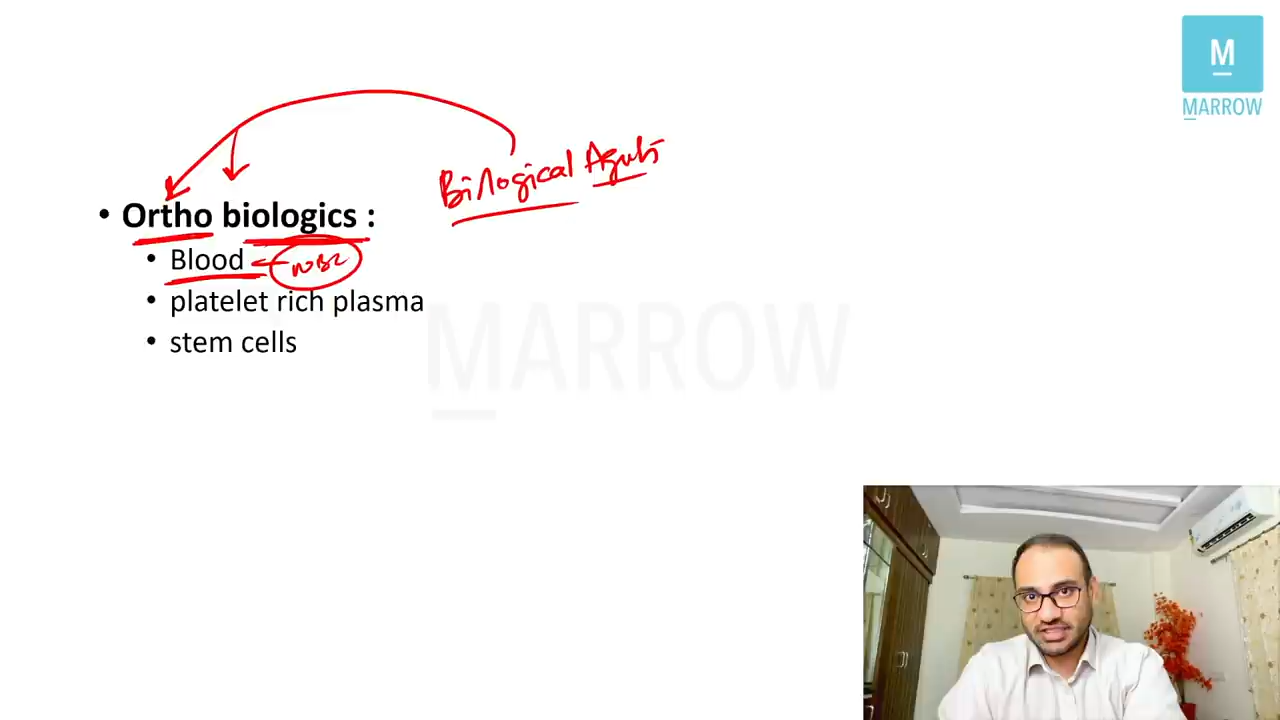 M
MARROW
Biological Agents
• Ortho biologics :
• Blood
WBC
• platelet rich plasma
• stem cells
MARROW